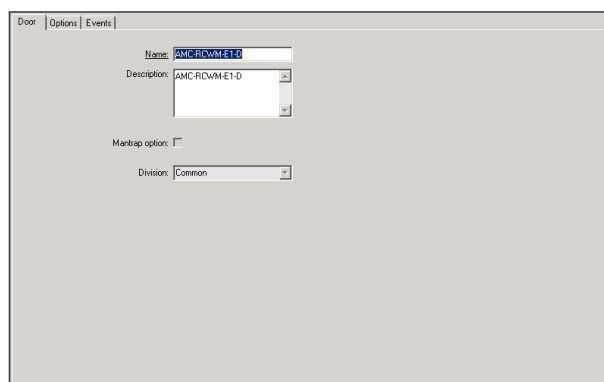 Door Options Events
Name: AMC-RCWM-E1-D
Description: AMC-RCWM-E1-D
Mantrap option:
Division: Common